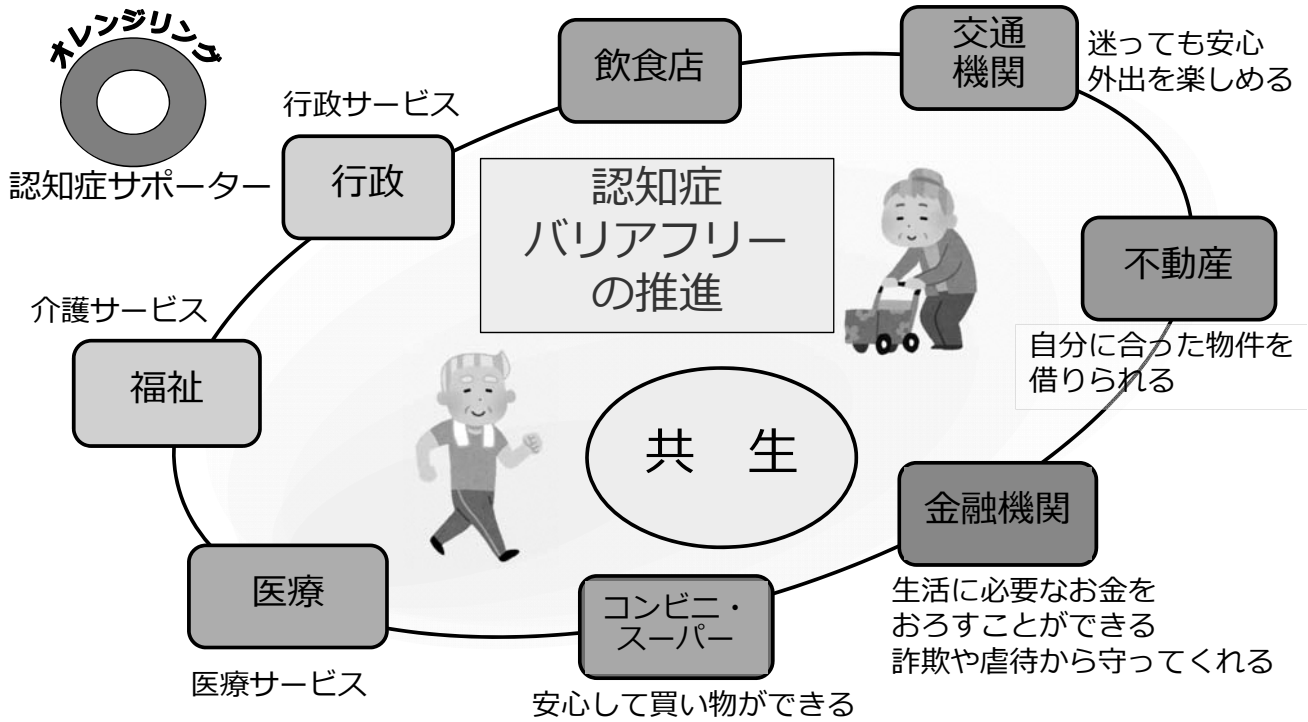 オレンジリング
認知症サポーター
行政サービス
行政
飲食店
交通
機関
迷っても安心
外出を楽しめる
認知症
バリアフリー
の推進
不動産
自分に合った物件を
借りられる
介護サービス
福祉
共　生
金融機関
生活に必要なお金を
おろすことができる
詐欺や虐待から守ってくれる
医療
医療サービス
コンビニ・
スーパー
安心して買い物ができる